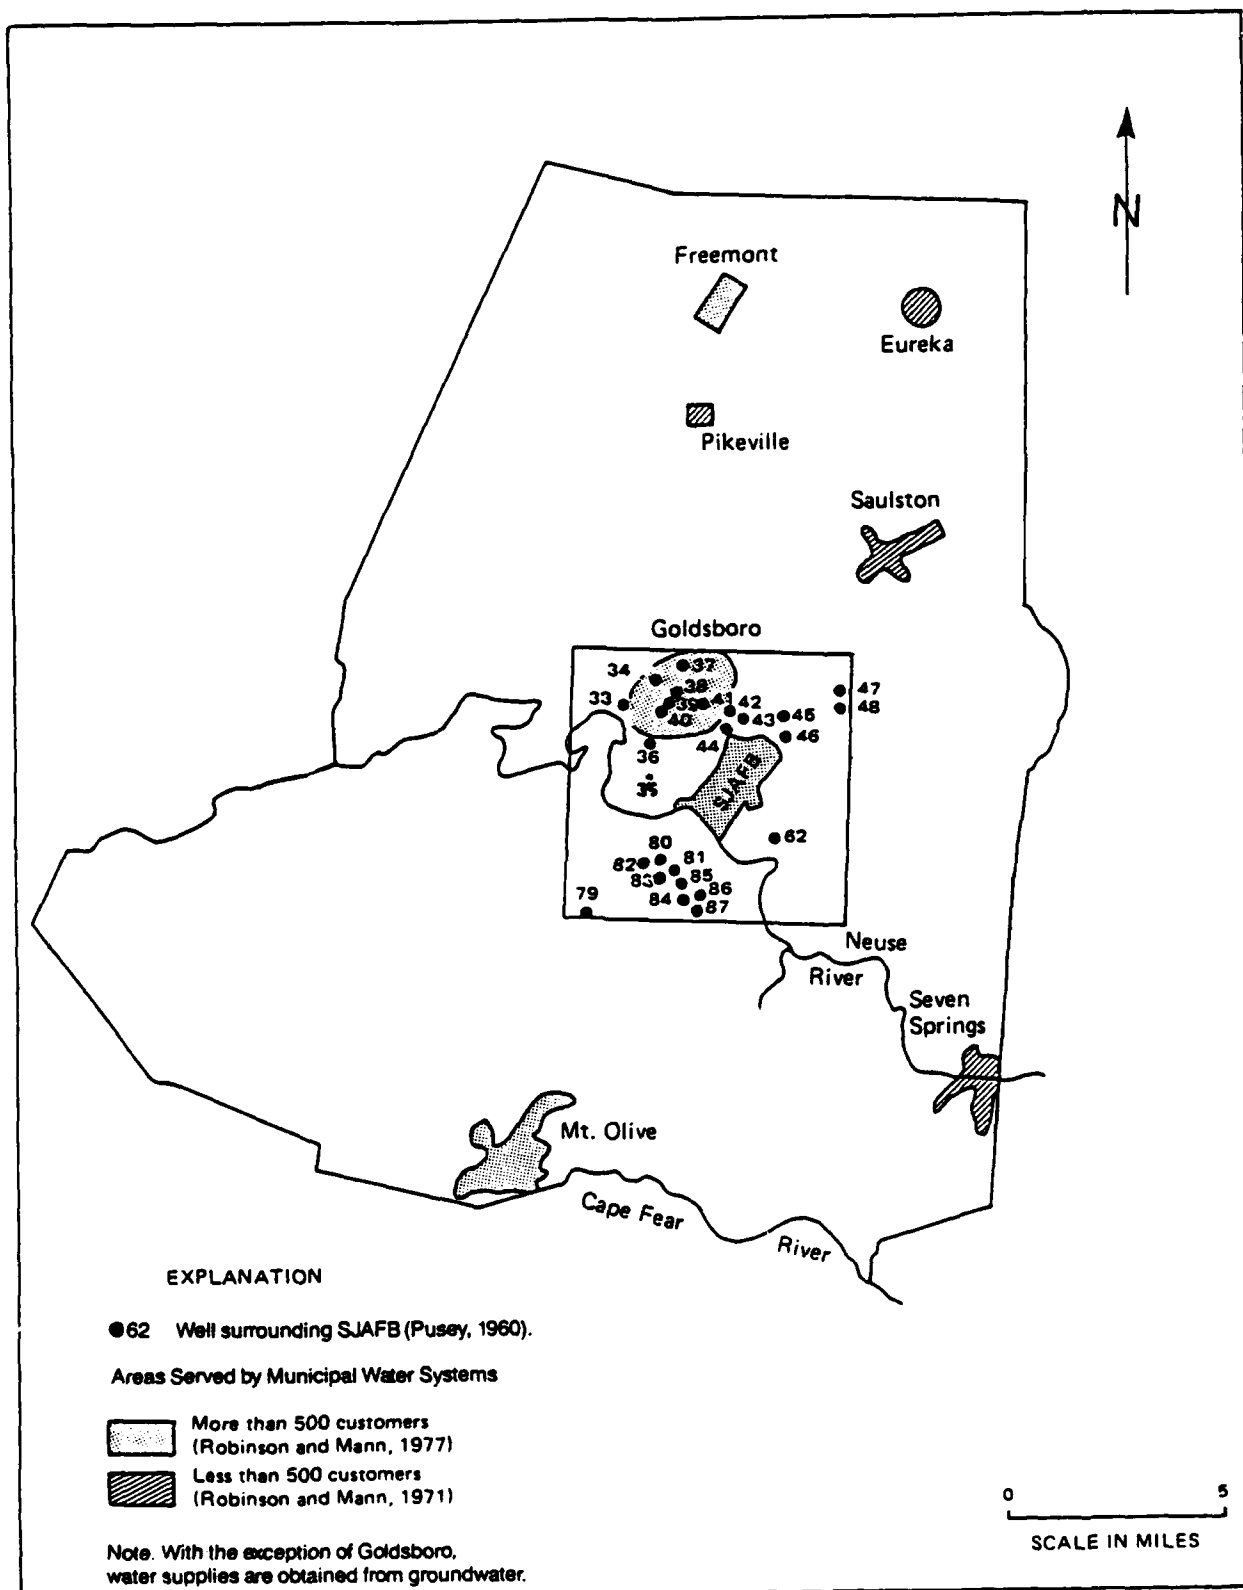 N
Freemont
Eureka
Pikeville
Saulston
Goldsboro
34
37
38
33
39
41
42
47
48
40
43
45
44
46
36
35
SJAFB
62
80
82
81
83
85
79
86
84
87
Neuse
River
Seven
Springs
Mt. Olive
Cape Fear
River
EXPLANATION
62 Well surrounding SJAFB (Pusey, 1960).
Areas Served by Municipal Water Systems
More than 500 customers
(Robinson and Mann, 1977)
Less than 500 customers
(Robinson and Mann, 1971)
Note. With the exception of Goldsboro,
water supplies are obtained from groundwater.
0 5
SCALE IN MILES